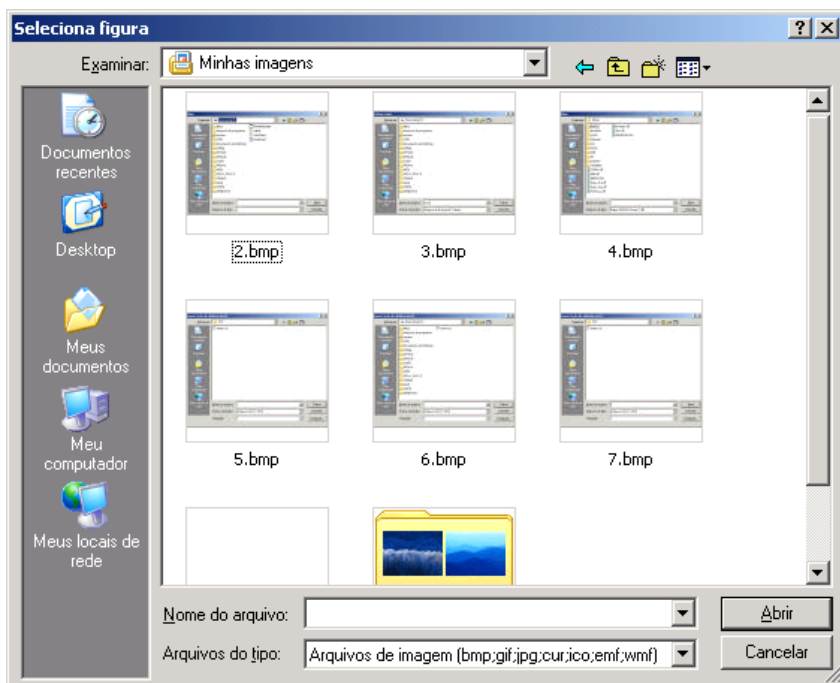 Seleciona figura
Examinar:
Minhas imagens
Documentos
recentes
Desktop
Meus
documentos
Meu
computador
Meus locais de
rede
2.bmp
3.bmp
4.bmp
5.bmp
6.bmp
7.bmp
Nome do arquivo:
Abrir
Arquivos do tipo:
Arquivos de imagem (bmp;gif;jpg;cur;ico;emf;wmf)
Cancelar